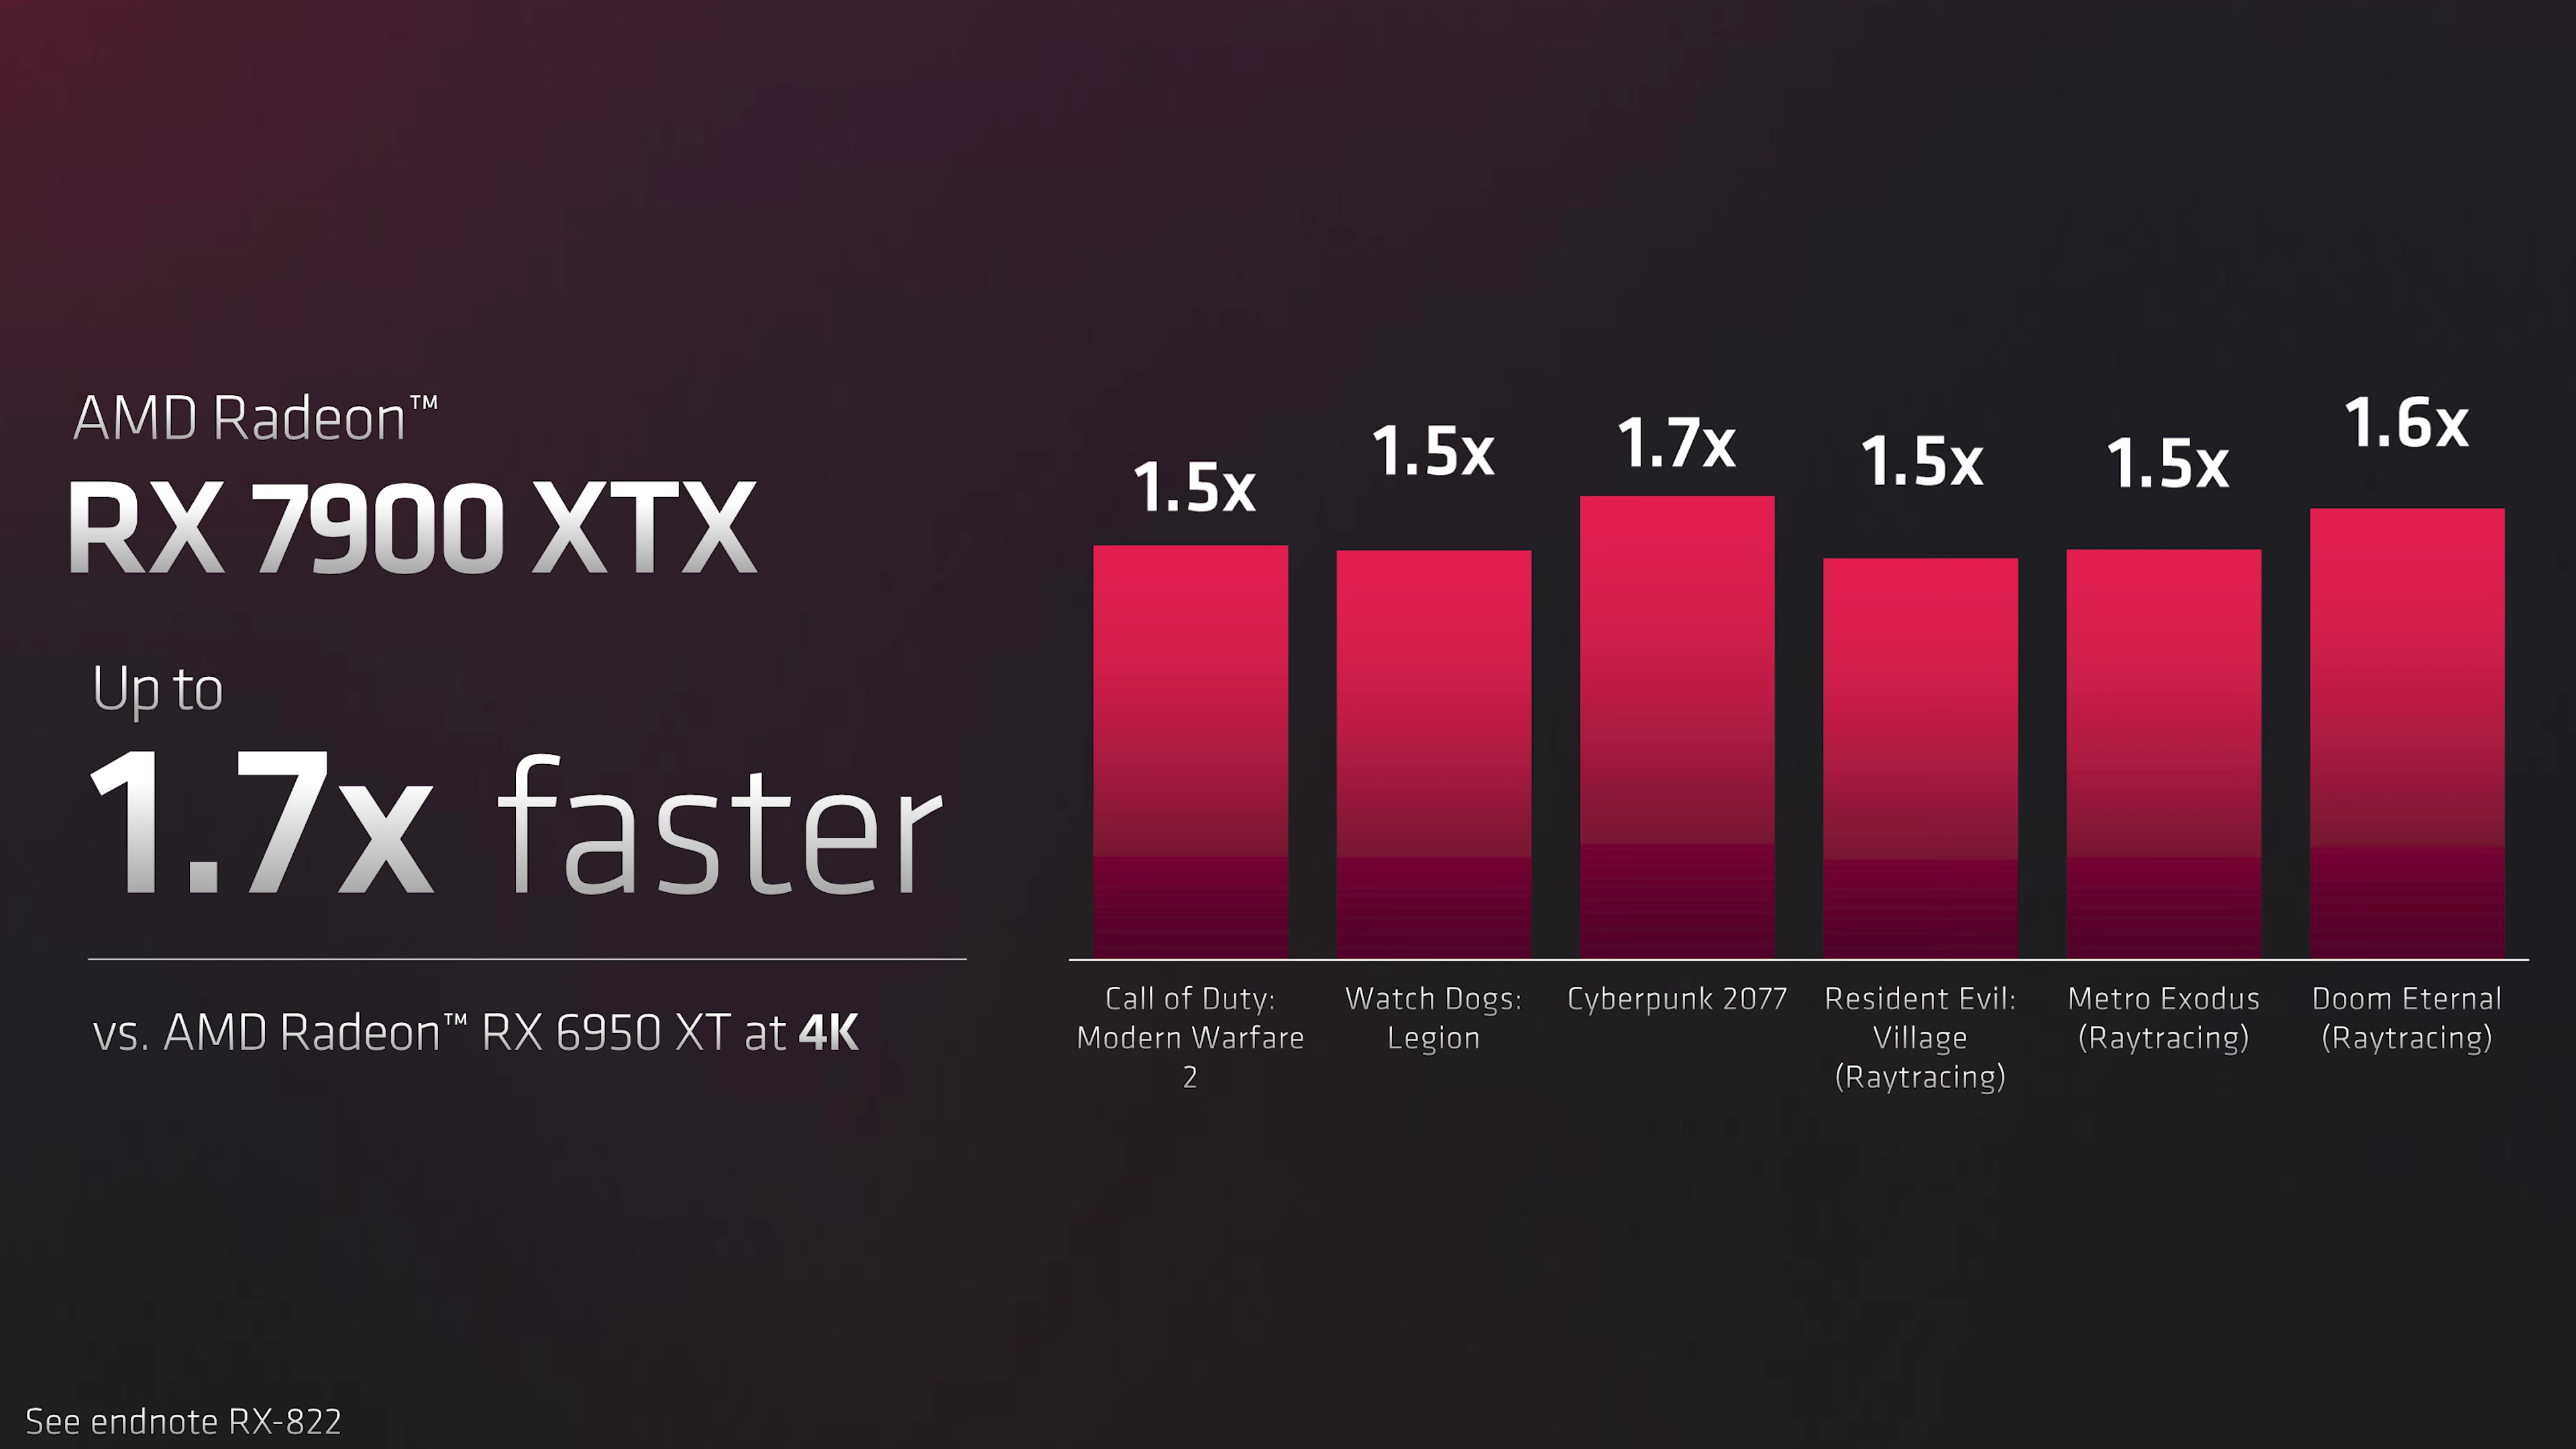 AMD Radeon™
RX 7900 XTX
Up to
1.7x faster
vs. AMD Radeon™ RX 6950 XT at 4K
1.5x
1.5x
1.7x
1.5x
1.5x
1.6x
Call of Duty:
Modern Warfare
2
Watch Dogs:
Legion
Cyberpunk 2077
Resident Evil:
Village
(Raytracing)
Metro Exodus
(Raytracing)
Doom Eternal
(Raytracing)
See endnote RX-822